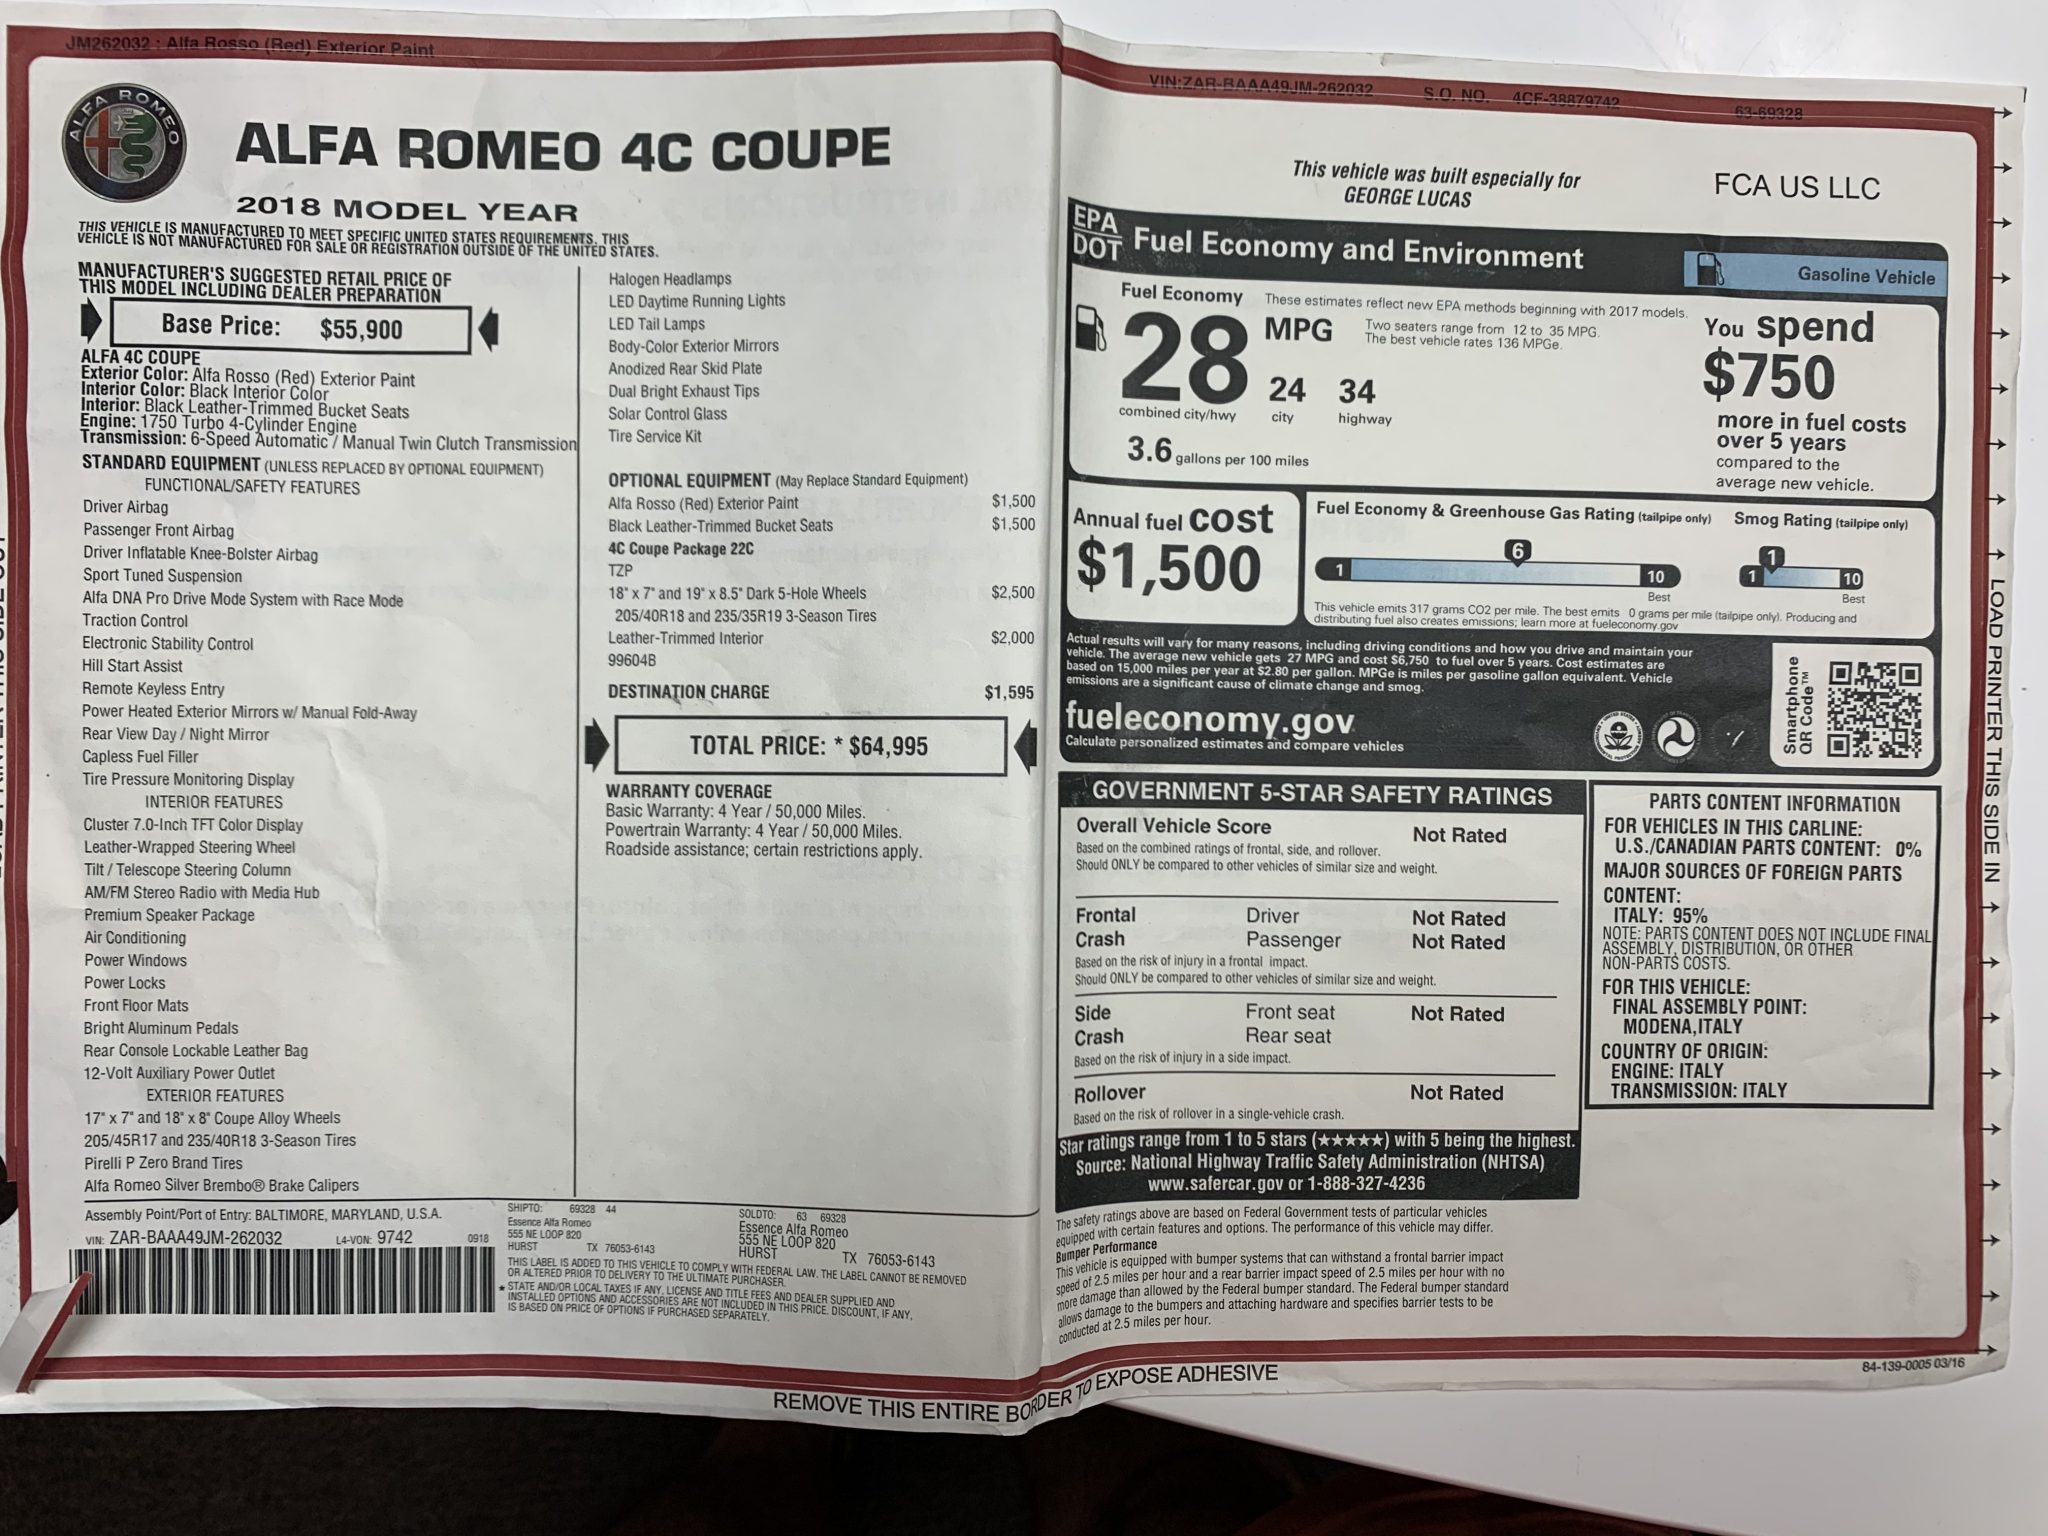 JM262032 : Alfa Rosso (Red) Exterior Paint
ALFA ROMEO
ALFA ROMEO 4C COUPE
2018 MODEL YEAR
THIS VEHICLE IS MANUFACTURED TO MEET SPECIFIC UNITED STATES REQUIREMENTS. THIS
VEHICLE IS NOT MANUFACTURED FOR SALE OR REGISTRATION OUTSIDE OF THE UNITED STATES.
MANUFACTURER'S SUGGESTED RETAIL PRICE OF
THIS MODEL INCLUDING DEALER PREPARATION
Base Price: $55,900
ALFA 4C COUPE
Exterior Color: Alfa Rosso (Red) Exterior Paint
Interior Color: Black Interior Color
Interior: Black Leather-Trimmed Bucket Seats
Engine: 1750 Turbo 4-Cylinder Engine
Transmission: 6-Speed Automatic / Manual Twin Clutch Transmission
STANDARD EQUIPMENT (UNLESS REPLACED BY OPTIONAL EQUIPMENT)
FUNCTIONAL/SAFETY FEATURES
Driver Airbag
Passenger Front Airbag
Driver Inflatable Knee-Bolster Airbag
Sport Tuned Suspension
Alfa DNA Pro Drive Mode System with Race Mode
Traction Control
Electronic Stability Control
Hill Start Assist
Remote Keyless Entry
Power Heated Exterior Mirrors w/ Manual Fold-Away
Rear View Day / Night Mirror
Capless Fuel Filler
Tire Pressure Monitoring Display
INTERIOR FEATURES
Cluster 7.0-Inch TFT Color Display
Leather-Wrapped Steering Wheel
Tilt / Telescope Steering Column
AM/FM Stereo Radio with Media Hub
Premium Speaker Package
Air Conditioning
Power Windows
Power Locks
Front Floor Mats
Bright Aluminum Pedals
Rear Console Lockable Leather Bag
12-Volt Auxiliary Power Outlet
EXTERIOR FEATURES
17" x 7" and 18" x 8" Coupe Alloy Wheels
205/45R17 and 235/40R18 3-Season Tires
Pirelli P Zero Brand Tires
Alfa Romeo Silver Brembo® Brake Calipers
Halogen Headlamps
LED Daytime Running Lights
LED Tail Lamps
Body-Color Exterior Mirrors
Anodized Rear Skid Plate
Dual Bright Exhaust Tips
Solar Control Glass
Tire Service Kit
OPTIONAL EQUIPMENT (May Replace Standard Equipment)
Alfa Rosso (Red) Exterior Paint $1,500
Black Leather-Trimmed Bucket Seats $1,500
4C Coupe Package 22C
TZP
18" x 7" and 19" x 8.5" Dark 5-Hole Wheels $2,500
205/40R18 and 235/35R19 3-Season Tires
Leather-Trimmed Interior $2,000
99604B
DESTINATION CHARGE $1,595
TOTAL PRICE: * $64,995
WARRANTY COVERAGE
Basic Warranty: 4 Year / 50,000 Miles.
Powertrain Warranty: 4 Year / 50,000 Miles.
Roadside assistance; certain restrictions apply.
Assembly Point/Port of Entry: BALTIMORE, MARYLAND, U.S.A.
VIN: ZAR-BAAA49JM-262032 L4-VON: 9742 0918
SHIPTO: 69328 44
Essence Alfa Romeo
555 NE LOOP 820
HURST TX 76053-6143
SOLDTO: 63 69328
Essence Alfa Romeo
555 NE LOOP 820
HURST TX 76053-6143
THIS LABEL IS ADDED TO THIS VEHICLE TO COMPLY WITH FEDERAL LAW. THE LABEL CANNOT BE REMOVED
OR ALTERED PRIOR TO DELIVERY TO THE ULTIMATE PURCHASER.
* STATE AND/OR LOCAL TAXES IF ANY, LICENSE AND TITLE FEES AND DEALER SUPPLIED AND
INSTALLED OPTIONS AND ACCESSORIES ARE NOT INCLUDED IN THIS PRICE. DISCOUNT, IF ANY,
IS BASED ON PRICE OF OPTIONS IF PURCHASED SEPARATELY.
VIN:ZAR-BAAA49JM-262032 S.O. NO. 4CF-38879742 63-69328
This vehicle was built especially for
GEORGE LUCAS
FCA US LLC
EPA
DOT
Fuel Economy and Environment
Gasoline Vehicle
Fuel Economy
These estimates reflect new EPA methods beginning with 2017 models.
28 MPG
Two seaters range from 12 to 35 MPG.
The best vehicle rates 136 MPGe.
24 34
combined city/hwy city highway
3.6 gallons per 100 miles
You spend
$750
more in fuel costs
over 5 years
compared to the
average new vehicle.
Annual fuel cost
$1,500
Fuel Economy & Greenhouse Gas Rating (tailpipe only)
6
1 10
Best
Smog Rating (tailpipe only)
1
1 10
Best
This vehicle emits 317 grams CO2 per mile. The best emits 0 grams per mile (tailpipe only). Producing and
distributing fuel also creates emissions; learn more at fueleconomy.gov
Actual results will vary for many reasons, including driving conditions and how you drive and maintain your
vehicle. The average new vehicle gets 27 MPG and cost $6,750 to fuel over 5 years. Cost estimates are
based on 15,000 miles per year at $2.80 per gallon. MPGe is miles per gasoline gallon equivalent. Vehicle
emissions are a significant cause of climate change and smog.
fueleconomy.gov
Calculate personalized estimates and compare vehicles
Smartphone
QR Code™
GOVERNMENT 5-STAR SAFETY RATINGS
Overall Vehicle Score Not Rated
Based on the combined ratings of frontal, side, and rollover.
Should ONLY be compared to other vehicles of similar size and weight.
Frontal Driver Not Rated
Crash Passenger Not Rated
Based on the risk of injury in a frontal impact.
Should ONLY be compared to other vehicles of similar size and weight.
Side Front seat Not Rated
Crash Rear seat
Based on the risk of injury in a side impact.
Rollover Not Rated
Based on the risk of rollover in a single-vehicle crash.
Star ratings range from 1 to 5 stars (★★★★★) with 5 being the highest.
Source: National Highway Traffic Safety Administration (NHTSA)
www.safercar.gov or 1-888-327-4236
PARTS CONTENT INFORMATION
FOR VEHICLES IN THIS CARLINE:
U.S./CANADIAN PARTS CONTENT: 0%
MAJOR SOURCES OF FOREIGN PARTS
CONTENT:
ITALY: 95%
NOTE: PARTS CONTENT DOES NOT INCLUDE FINAL
ASSEMBLY, DISTRIBUTION, OR OTHER
NON-PARTS COSTS.
FOR THIS VEHICLE:
FINAL ASSEMBLY POINT:
MODENA,ITALY
COUNTRY OF ORIGIN:
ENGINE: ITALY
TRANSMISSION: ITALY
The safety ratings above are based on Federal Government tests of particular vehicles
equipped with certain features and options. The performance of this vehicle may differ.
Bumper Performance
This vehicle is equipped with bumper systems that can withstand a frontal barrier impact
speed of 2.5 miles per hour and a rear barrier impact speed of 2.5 miles per hour with no
more damage than allowed by the Federal bumper standard. The Federal bumper standard
allows damage to the bumpers and attaching hardware and specifies barrier tests to be
conducted at 2.5 miles per hour.
84-139-0005 03/16
REMOVE THIS ENTIRE BORDER TO EXPOSE ADHESIVE
LOAD PRINTER THIS SIDE IN